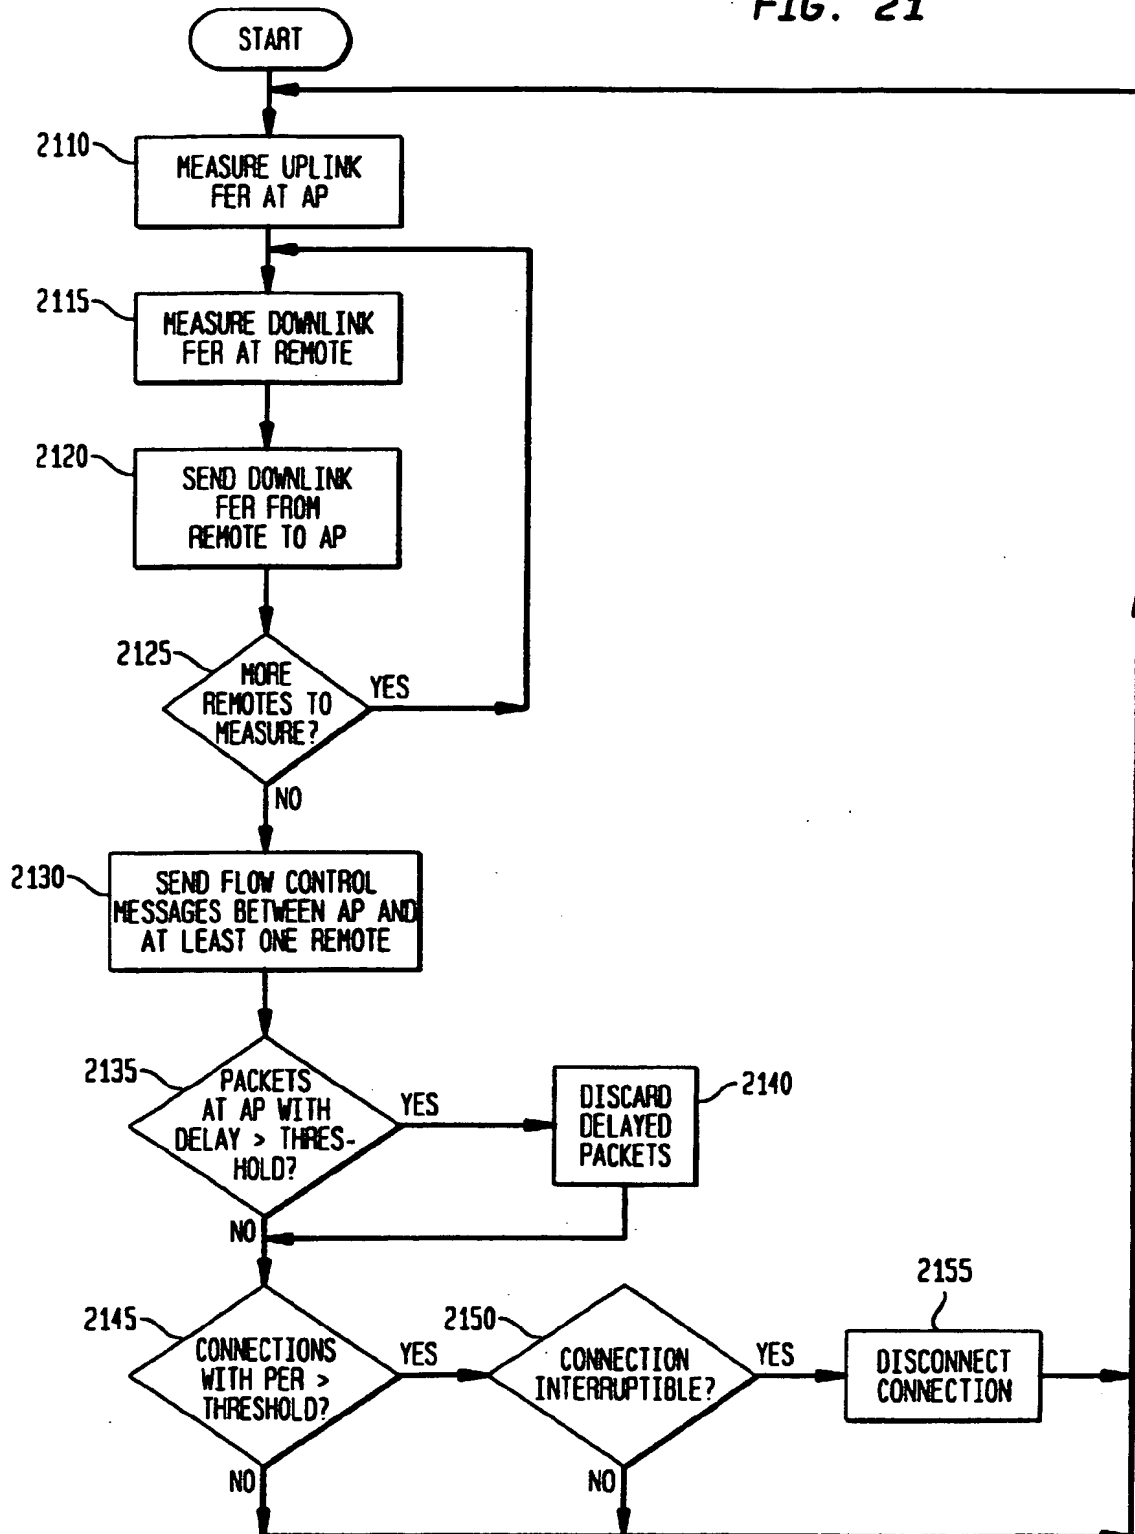 FIG. 21
START
2110
MEASURE UPLINK
FER AT AP
2115
MEASURE DOWNLINK
FER AT REMOTE
2120
SEND DOWNLINK
FER FROM
REMOTE TO AP
2125
MORE
REMOTES TO
MEASURE?
YES
NO
2130
SEND FLOW CONTROL
MESSAGES BETWEEN AP AND
AT LEAST ONE REMOTE
2135
PACKETS
AT AP WITH
DELAY > THRES-
HOLD?
YES
2140
DISCARD
DELAYED
PACKETS
NO
2145
CONNECTIONS
WITH PER >
THRESHOLD?
YES
2150
CONNECTION
INTERRUPTIBLE?
YES
2155
DISCONNECT
CONNECTION
NO
NO